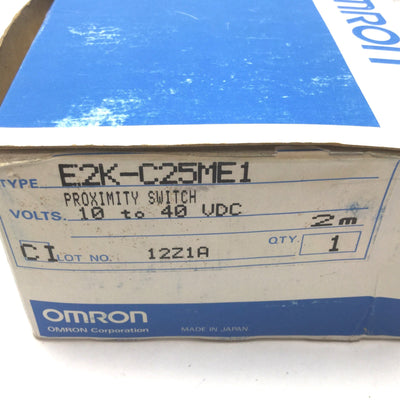 OMRON
TYPE E2K-C25ME1
PROXIMITY SWITCH
VOLTS. 10 to 40 VDC
2m
CI LOT NO. 12Z1A QTY. 1
OMRON
OMRON Corporation MADE IN JAPAN